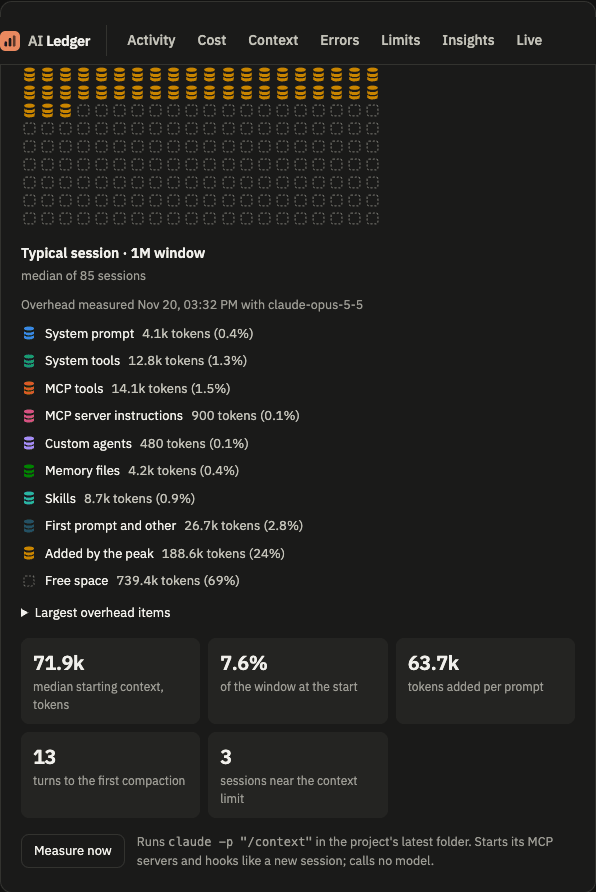 AI Ledger
Activity
Cost
Context
Errors
Limits
Insights
Live
Typical session · 1M window
median of 85 sessions
Overhead measured Nov 20, 03:32 PM with claude-opus-5-5
System prompt 4.1k tokens (0.4%)
System tools 12.8k tokens (1.3%)
MCP tools 14.1k tokens (1.5%)
MCP server instructions 900 tokens (0.1%)
Custom agents 480 tokens (0.1%)
Memory files 4.2k tokens (0.4%)
Skills 8.7k tokens (0.9%)
First prompt and other 26.7k tokens (2.8%)
Added by the peak 188.6k tokens (24%)
Free space 739.4k tokens (69%)
Largest overhead items
71.9k
median starting context,
tokens
7.6%
of the window at the start
63.7k
tokens added per prompt
13
turns to the first compaction
3
sessions near the context
limit
Measure now
Runs claude -p "/context" in the project's latest folder. Starts its MCP
servers and hooks like a new session; calls no model.